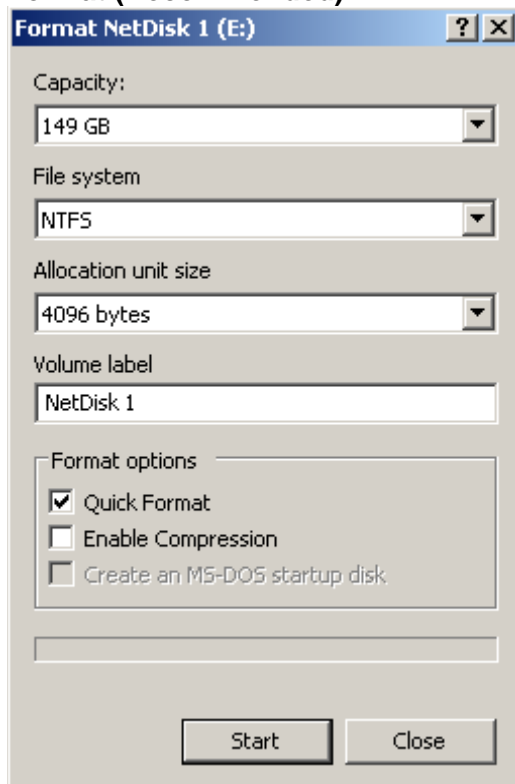 Format NetDisk 1 (E:)
Capacity:
149 GB
File system
NTFS
Allocation unit size
4096 bytes
Volume label
NetDisk 1
Format options
Quick Format
Enable Compression
Create an MS-DOS startup disk
Start Close